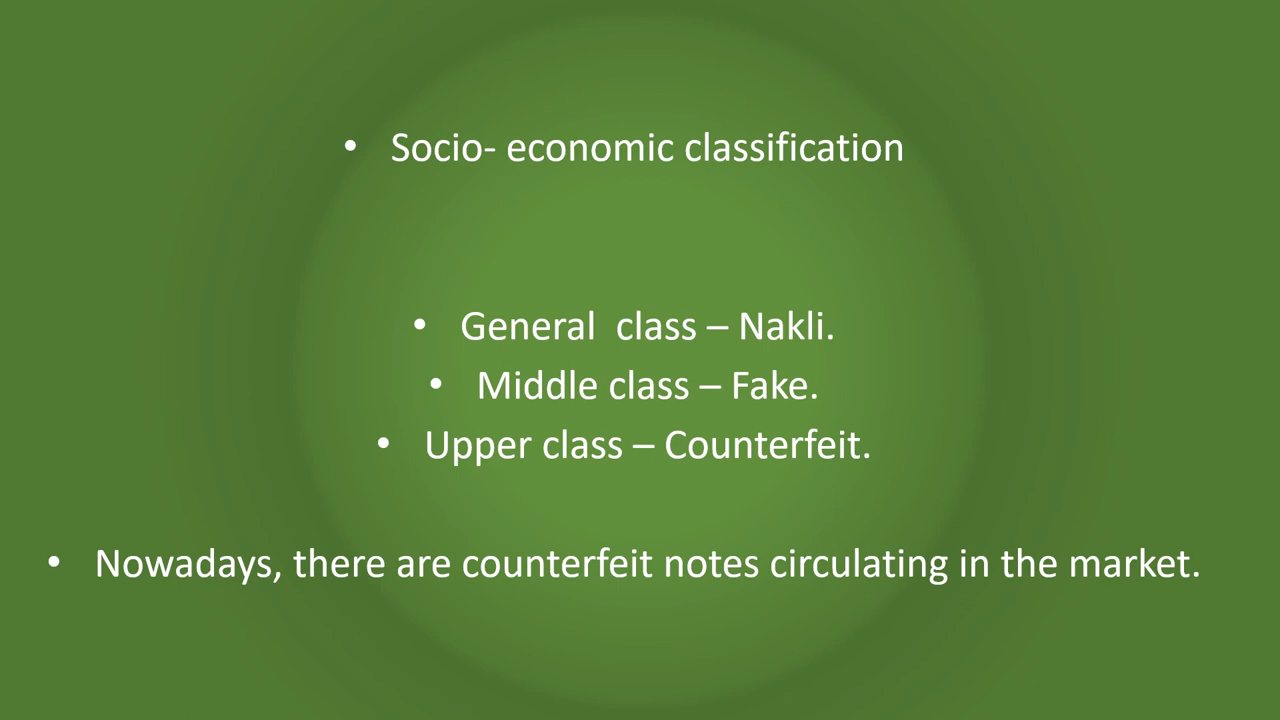 • Socio- economic classification
• General  class – Nakli.
• Middle class – Fake.
• Upper class – Counterfeit.
• Nowadays, there are counterfeit notes circulating in the market.